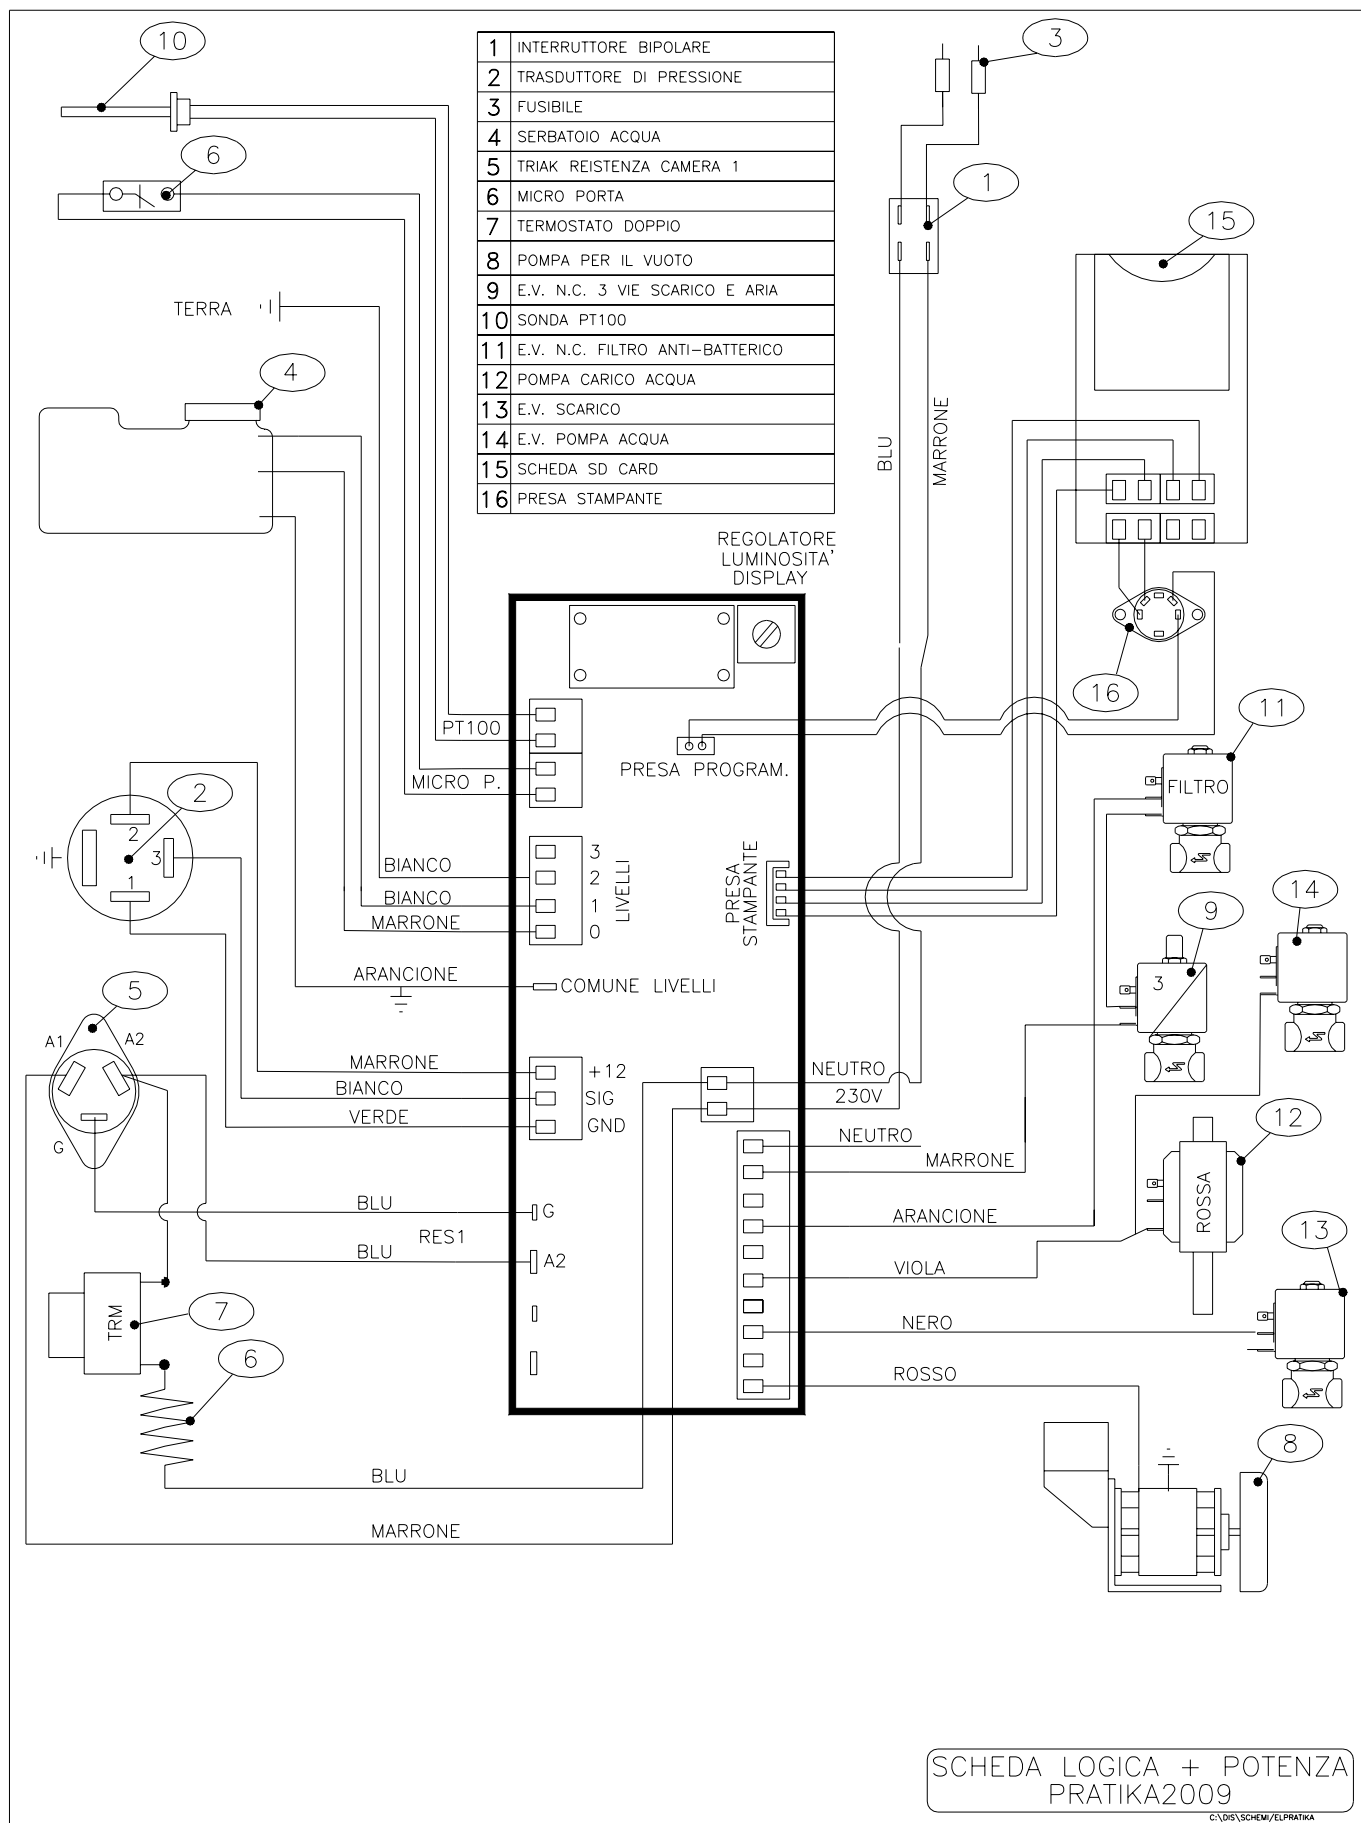 10
6
1 INTERRUTTORE BIPOLARE
2 TRASDUTTORE DI PRESSIONE
3 FUSIBILE
4 SERBATOIO ACQUA
5 TRIAK REISTENZA CAMERA 1
6 MICRO PORTA
7 TERMOSTATO DOPPIO
8 POMPA PER IL VUOTO
9 E.V. N.C. 3 VIE SCARICO E ARIA
10 SONDA PT100
11 E.V. N.C. FILTRO ANTI-BATTERICO
12 POMPA CARICO ACQUA
13 E.V. SCARICO
14 E.V. POMPA ACQUA
15 SCHEDA SD CARD
16 PRESA STAMPANTE
3
1
15
TERRA
4
BLU
MARRONE
REGOLATORE
LUMINOSITA'
DISPLAY
16
PT100
MICRO P.
PRESA PROGRAM.
11
FILTRO
2
2
3
1
BIANCO
BIANCO
MARRONE
3
2
1
0
LIVELLI
PRESA
STAMPANTE
ARANCIONE
COMUNE LIVELLI
9
3
14
5
A1
A2
G
MARRONE
BIANCO
VERDE
+12
SIG
GND
NEUTRO
230V
NEUTRO
MARRONE
12
ROSSA
BLU
G
RES1
BLU
A2
ARANCIONE
VIOLA
13
TRM
7
6
NERO
ROSSO
8
BLU
MARRONE
SCHEDA LOGICA + POTENZA
PRATIKA2009
C:\DIS\SCHEMI/ELPRATIKA